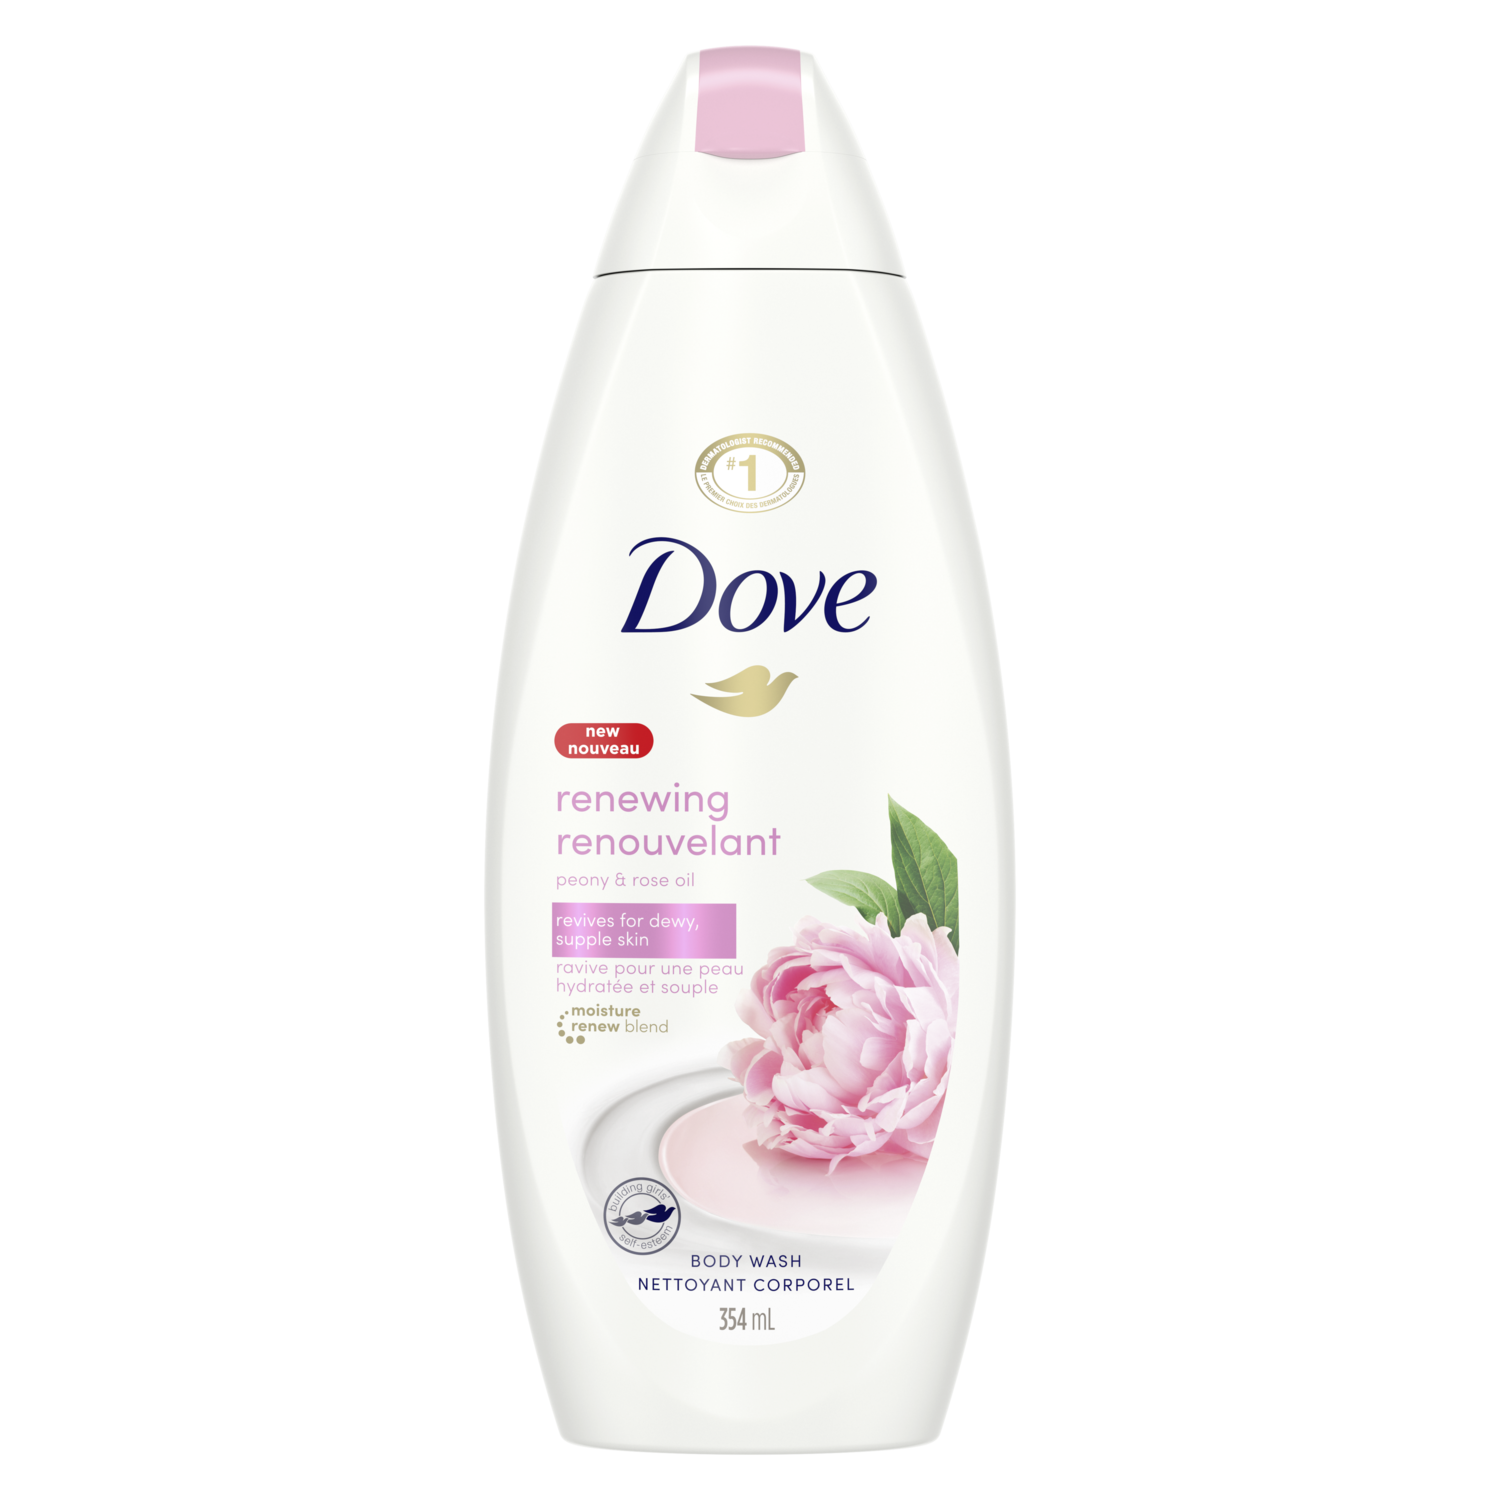 DERMATOLOGIST RECOMMENDED
#1
LE PREMIER CHOIX DES DERMATOLOGUES
Dove
new
nouveau
renewing
renouvelant
peony & rose oil
revives for dewy,
supple skin
ravive pour une peau
hydratée et souple
moisture
renew blend
building girls'
self-esteem
BODY WASH
NETTOYANT CORPOREL
354 mL